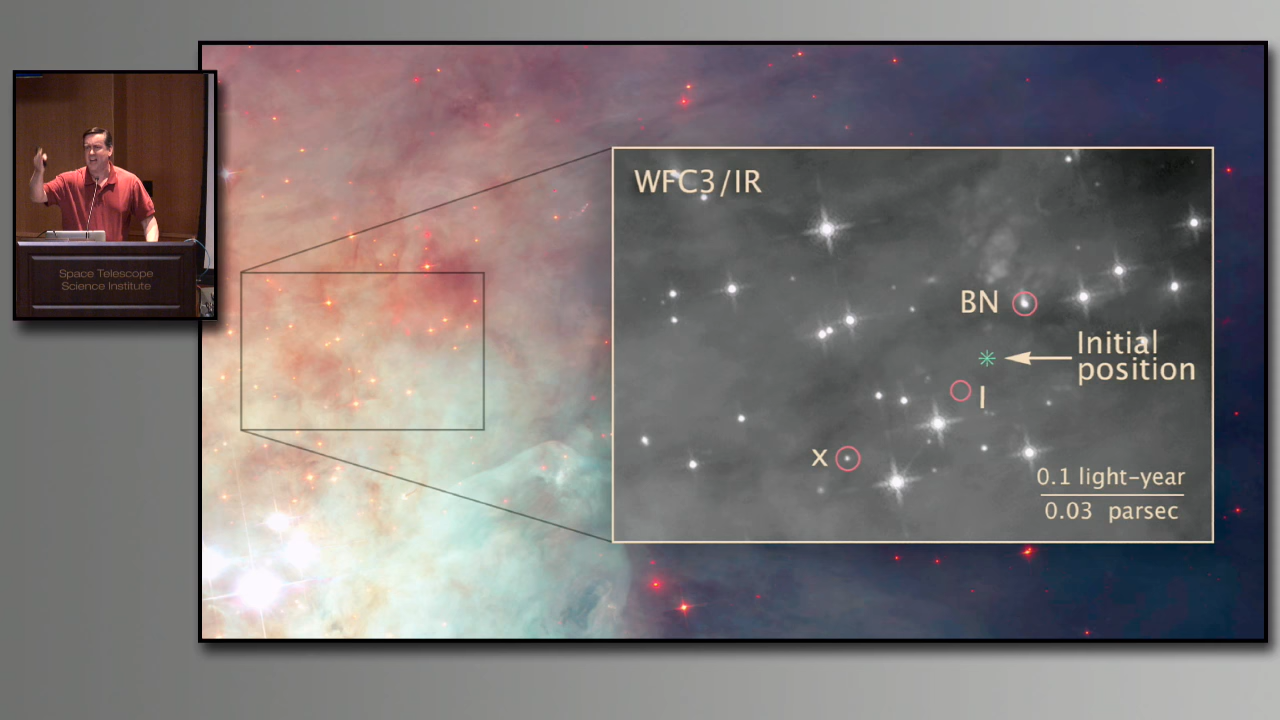 Space Telescope
Science Institute
WFC3/IR
BN
Initial
position
I
x
0.1 light-year
0.03 parsec